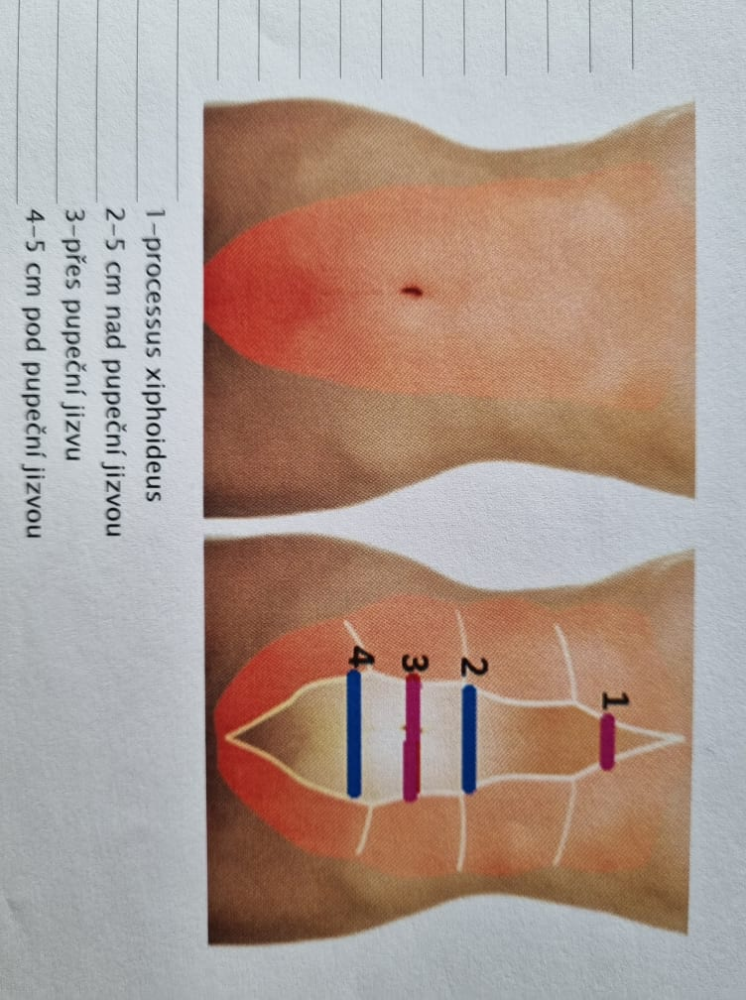 1
2
3
4
1–processus xiphoideus
2–5 cm nad pupeční jizvou
3–přes pupeční jizvu
4–5 cm pod pupeční jizvou